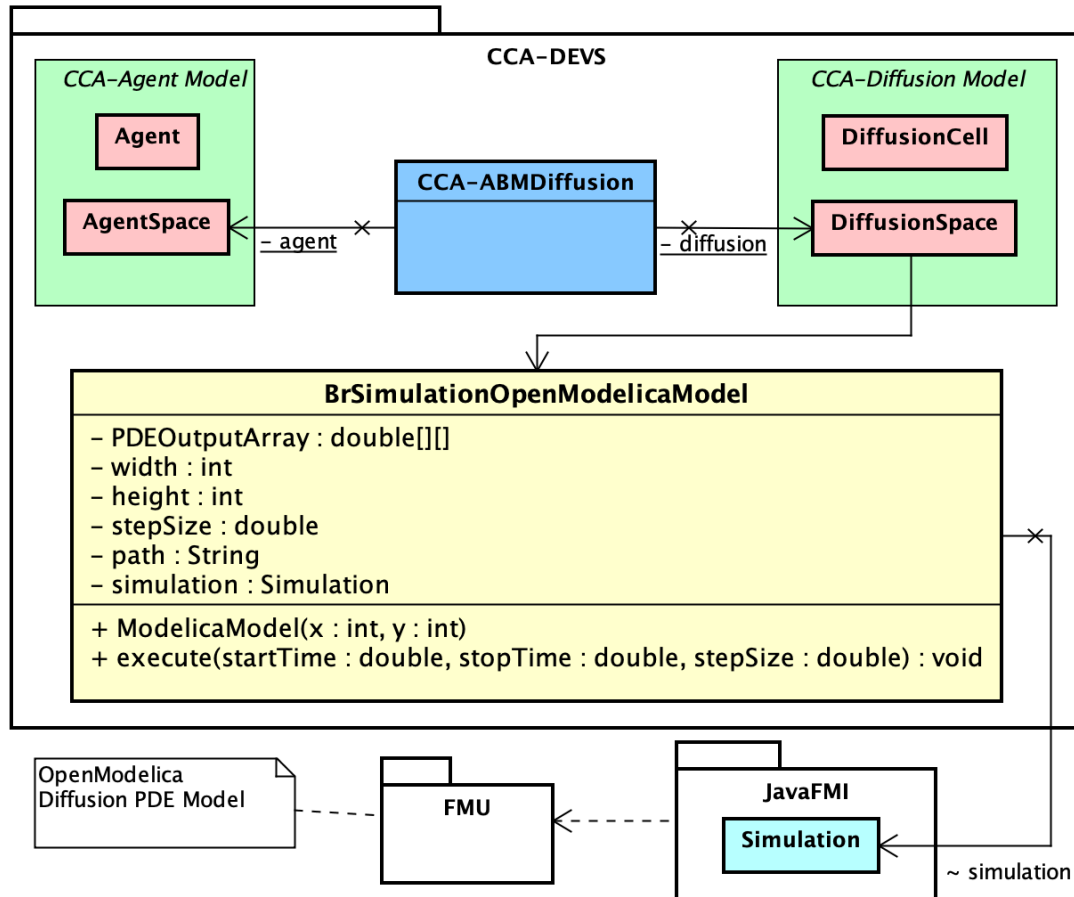 CCA-DEVS
CCA-Agent Model
Agent
AgentSpace
- agent
CCA-ABMDiffusion
- diffusion
CCA-Diffusion Model
DiffusionCell
DiffusionSpace
BrSimulationOpenModelicaModel
- PDEOutputArray : double[][]
- width : int
- height : int
- stepSize : double
- path : String
- simulation : Simulation
+ ModelicaModel(x : int, y : int)
+ execute(startTime : double, stopTime : double, stepSize : double) : void
OpenModelica
Diffusion PDE Model
FMU
JavaFMI
Simulation
~ simulation